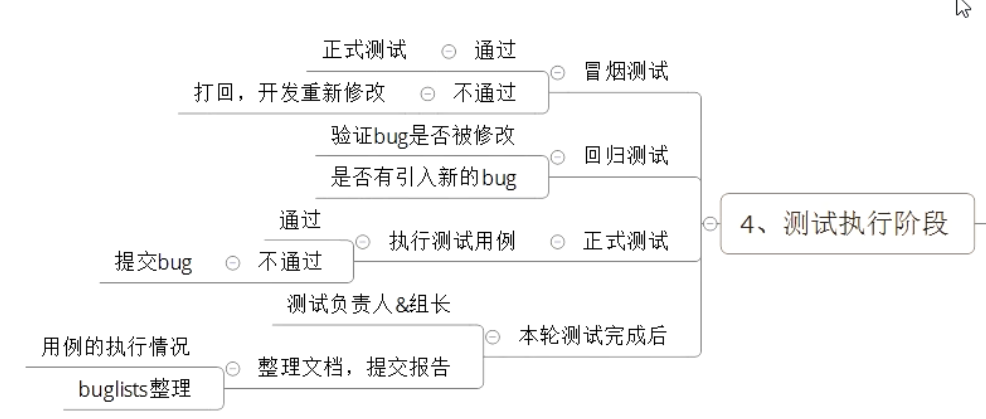 正式测试
通过
冒烟测试
打回，开发重新修改
不通过
验证bug是否被修改
回归测试
是否有引入新的bug
4、测试执行阶段
通过
执行测试用例
正式测试
提交bug
不通过
测试负责人&组长
本轮测试完成后
用例的执行情况
整理文档，提交报告
buglists整理